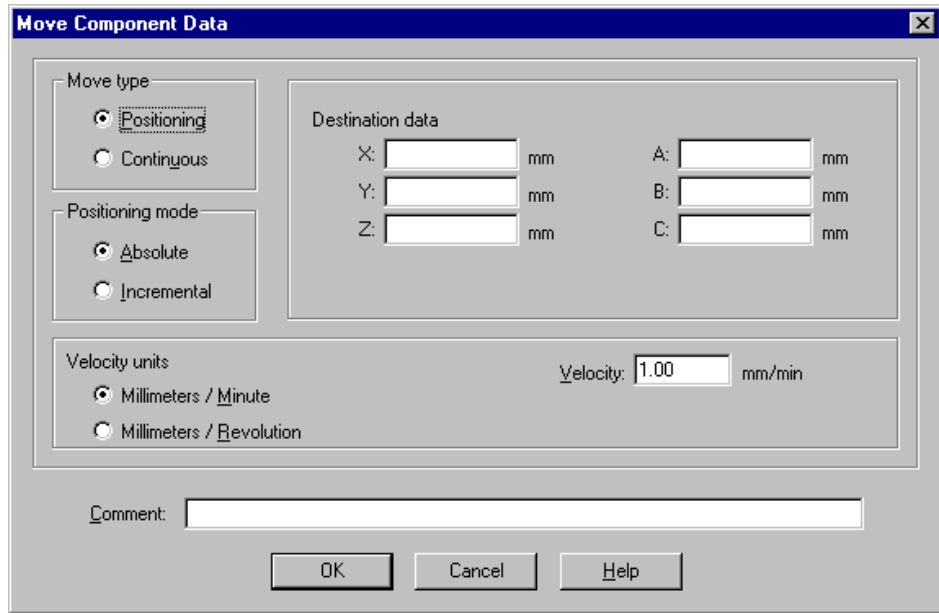 Move Component Data
Move type
Positioning
Continuous
Positioning mode
Absolute
Incremental
Destination data
X: mm A: mm
Y: mm B: mm
Z: mm C: mm
Velocity units
Millimeters / Minute
Millimeters / Revolution
Velocity: 1.00 mm/min
Comment:
OK Cancel Help